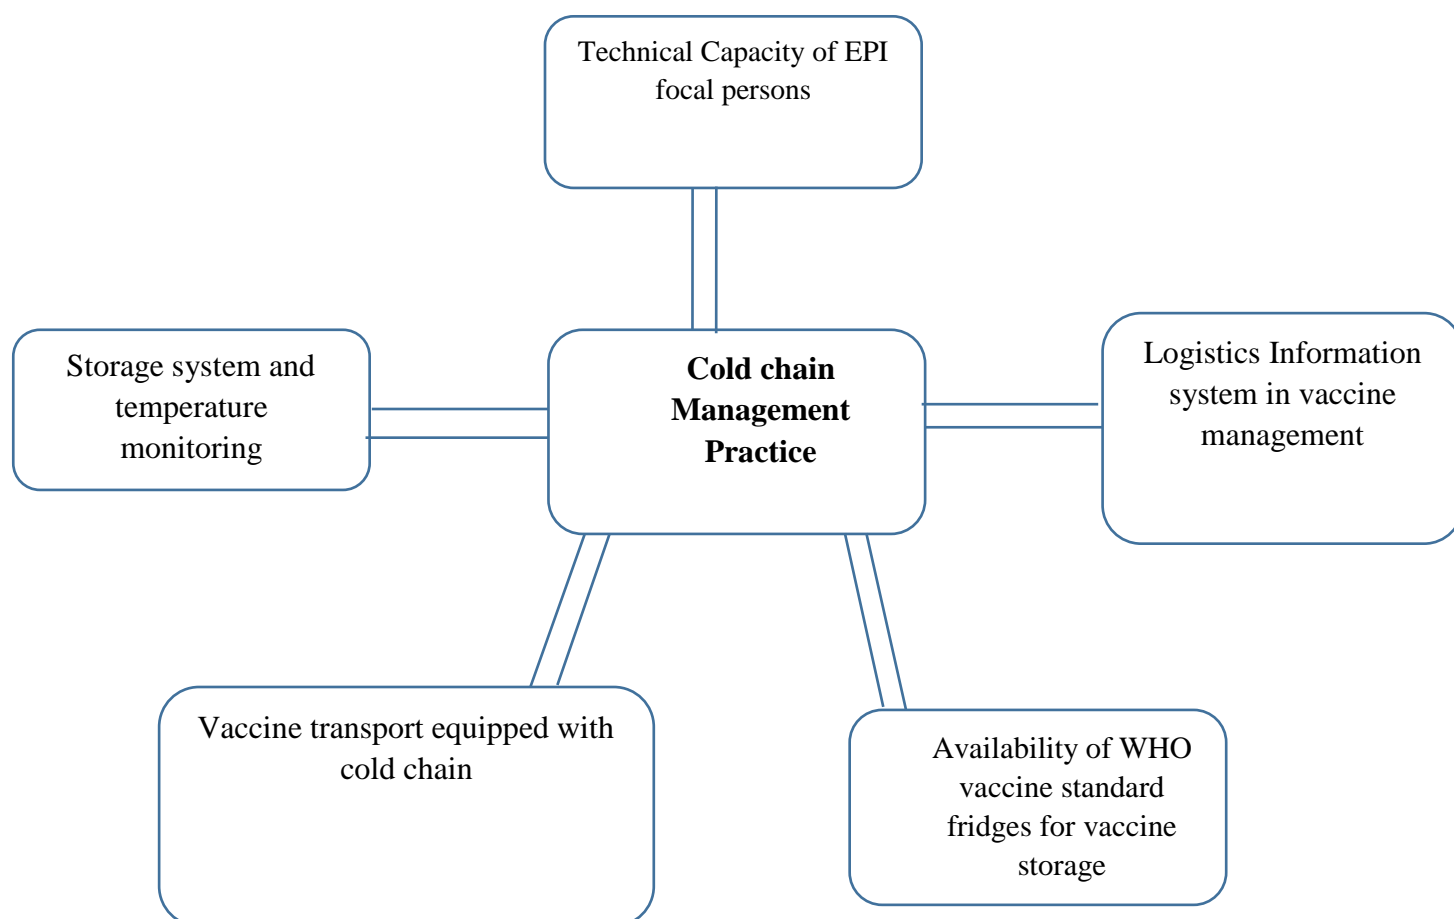 Technical Capacity of EPI
focal persons
Storage system and
temperature
monitoring
Cold chain
Management
Practice
Logistics Information
system in vaccine
management
Vaccine transport equipped with
cold chain
Availability of WHO
vaccine standard
fridges for vaccine
storage